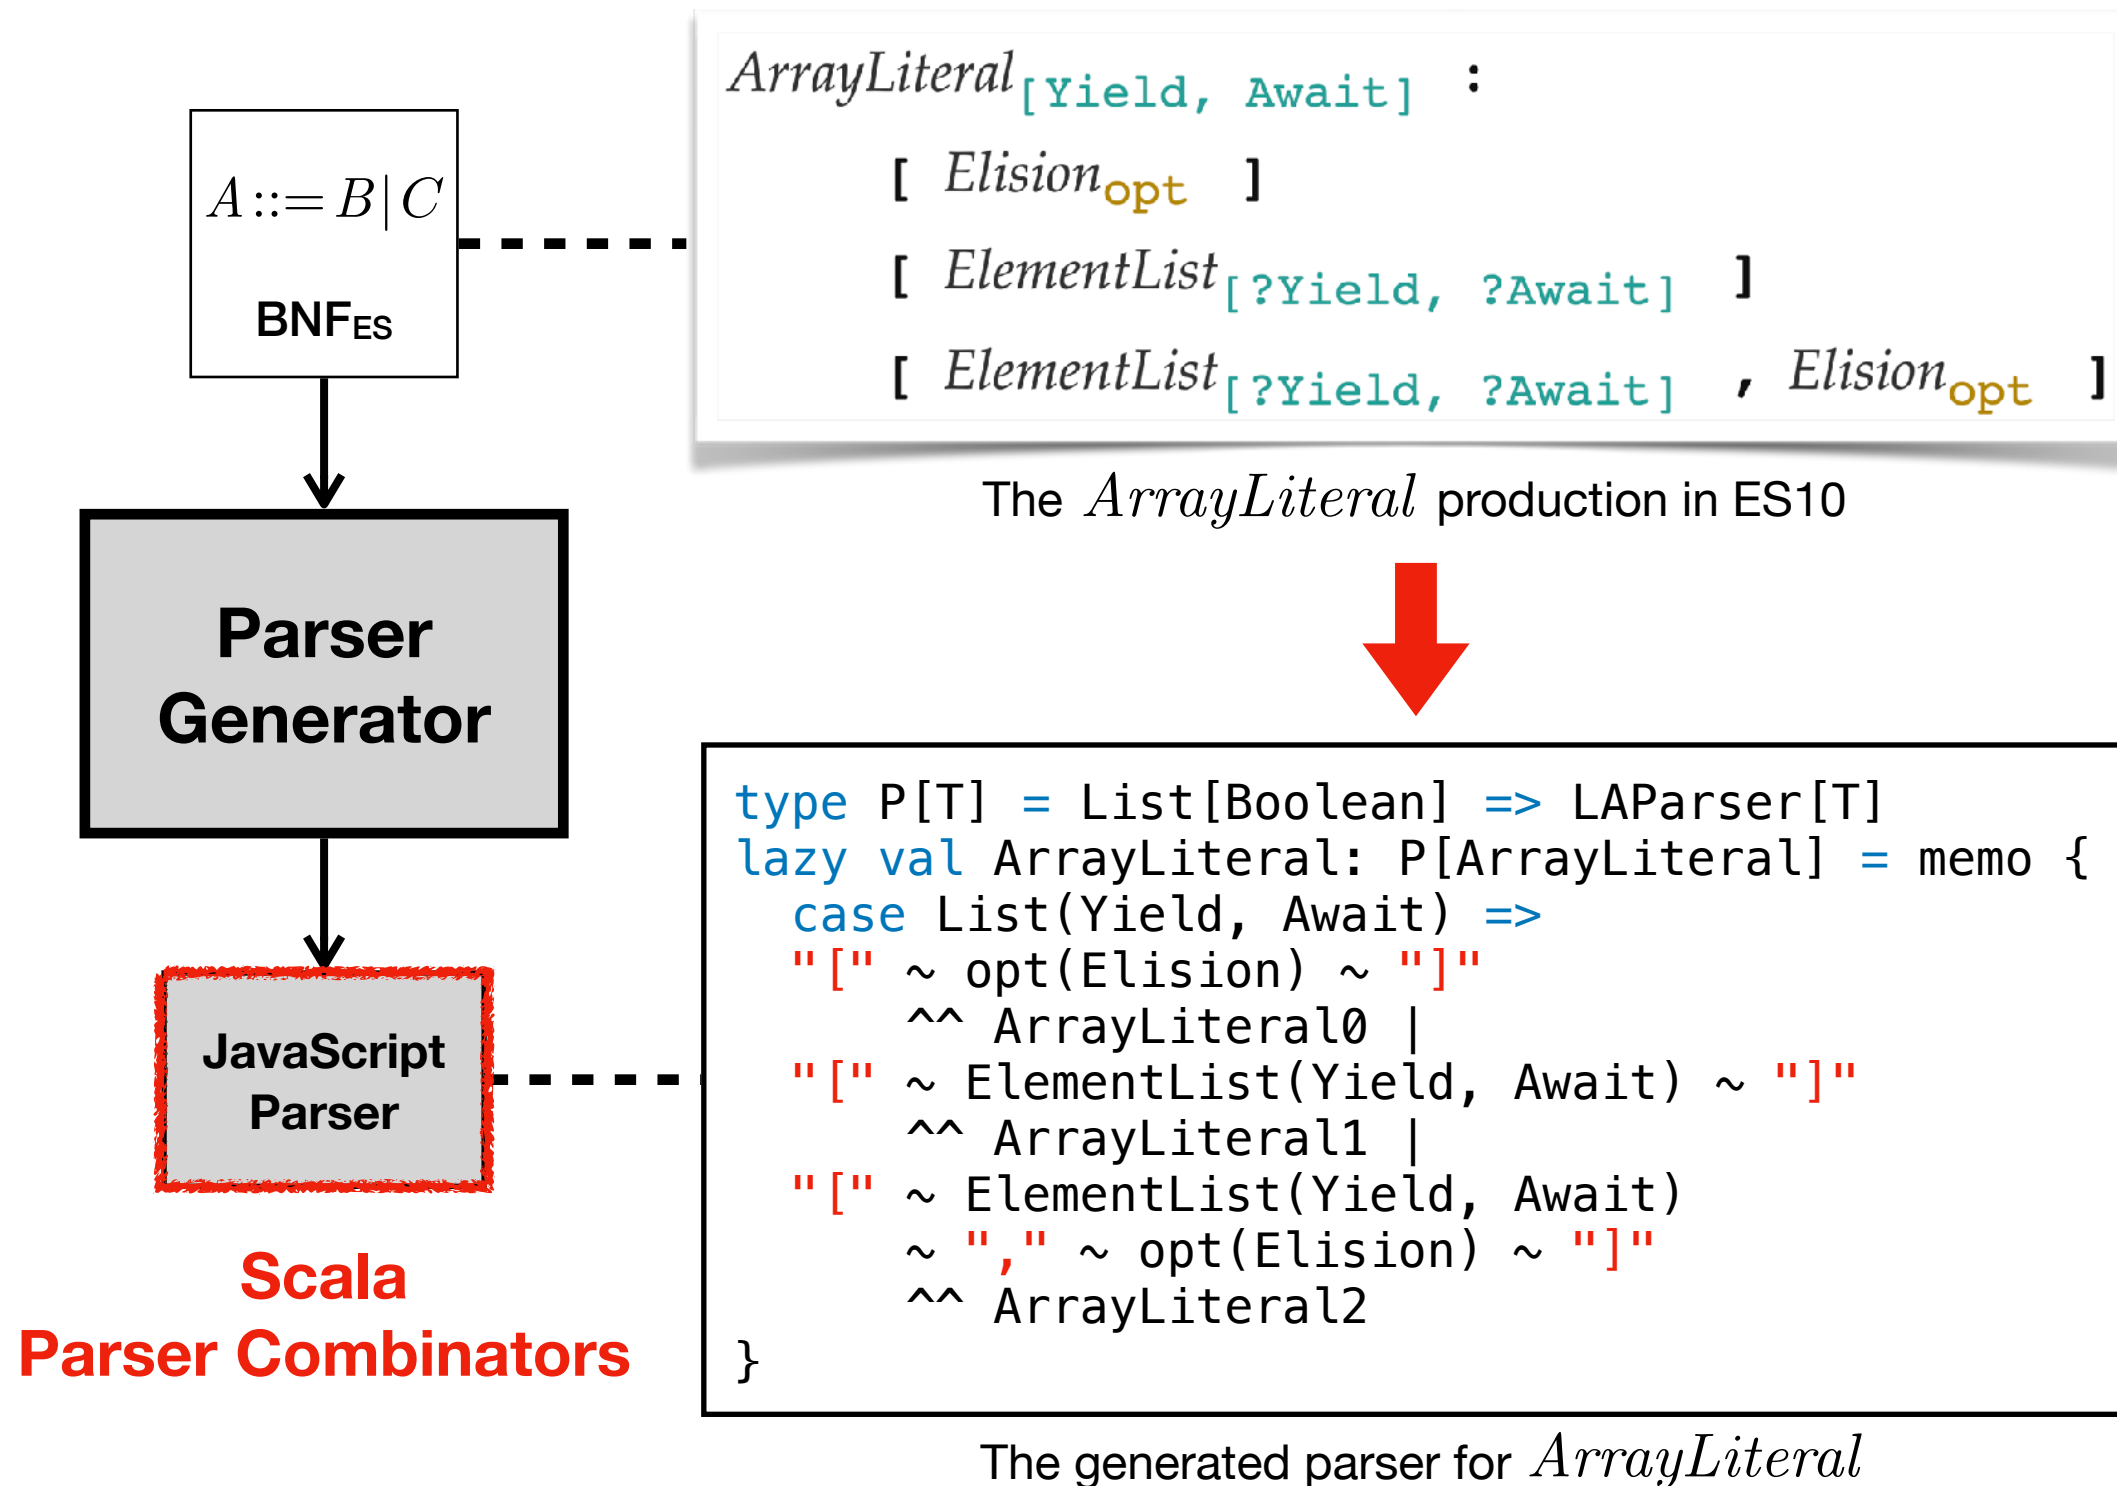 A ::= B | C
BNFES
Parser
Generator
JavaScript
Parser
Scala
Parser Combinators
ArrayLiteral[Yield, Await] :
[ Elisionopt ]
[ ElementList[?Yield, ?Await] ]
[ ElementList[?Yield, ?Await] , Elisionopt ]
The ArrayLiteral production in ES10
type P[T] = List[Boolean] => LAParser[T]
lazy val ArrayLiteral: P[ArrayLiteral] = memo {
  case List(Yield, Await) =>
  "[" ~ opt(Elision) ~ "]"
      ^^ ArrayLiteral0 |
  "[" ~ ElementList(Yield, Await) ~ "]"
      ^^ ArrayLiteral1 |
  "[" ~ ElementList(Yield, Await)
      ~ "," ~ opt(Elision) ~ "]"
      ^^ ArrayLiteral2
}
The generated parser for ArrayLiteral